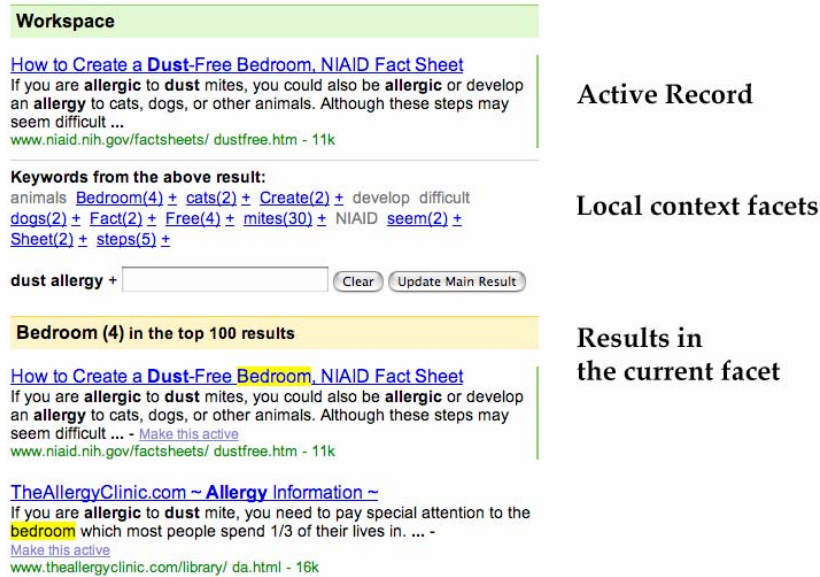 Workspace
How to Create a Dust-Free Bedroom, NIAID Fact Sheet
If you are allergic to dust mites, you could also be allergic or develop
an allergy to cats, dogs, or other animals. Although these steps may
seem difficult ...
www.niaid.nih.gov/factsheets/ dustfree.htm - 11k
Active Record
Keywords from the above result:
animals Bedroom(4) + cats(2) + Create(2) + develop difficult
dogs(2) + Fact(2) + Free(4) + mites(30) + NIAID seem(2) +
Sheet(2) + steps(5) +
Local context facets
dust allergy + Clear Update Main Result
Bedroom (4) in the top 100 results
Results in
the current facet
How to Create a Dust-Free Bedroom, NIAID Fact Sheet
If you are allergic to dust mites, you could also be allergic or develop
an allergy to cats, dogs, or other animals. Although these steps may
seem difficult ... - Make this active
www.niaid.nih.gov/factsheets/ dustfree.htm - 11k
TheAllergyClinic.com ~ Allergy Information ~
If you are allergic to dust mite, you need to pay special attention to the
bedroom which most people spend 1/3 of their lives in. ... -
Make this active
www.theallergyclinic.com/library/ da.html - 16k